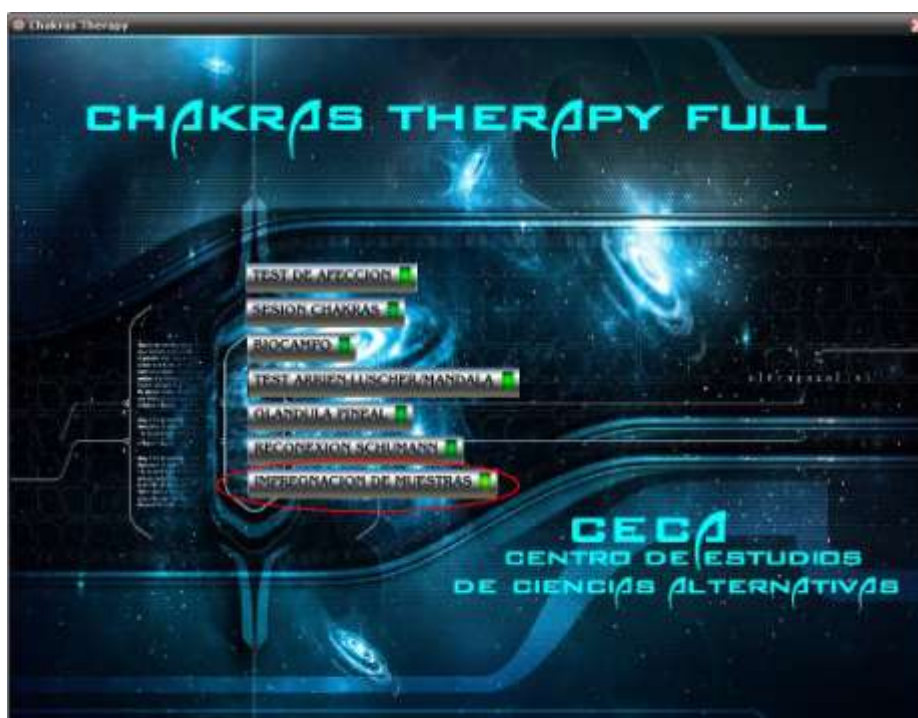 Chakras Therapy
CHAKRAS THERAPY FULL
TEST DE AFECCION
SESION CHAKRAS
BIOCAMPO
TEST ARRIEN/LUSCHER/MANDALA
GLANDULA PINEAL
RECONEXION SCHUMANN
IMPREGNACION DE MUESTRAS
CECA
CENTRO DE ESTUDIOS
DE CIENCIAS ALTERNATIVAS